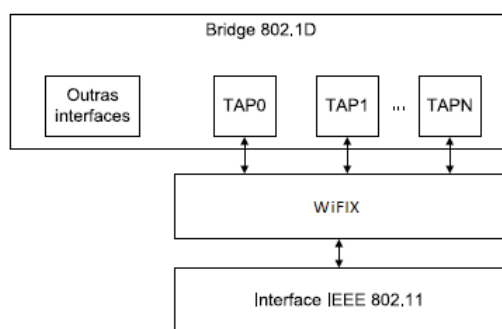 Bridge 802.1D
Outras
interfaces
TAP0
TAP1
...
TAPN
WiFIX
Interface IEEE 802.11